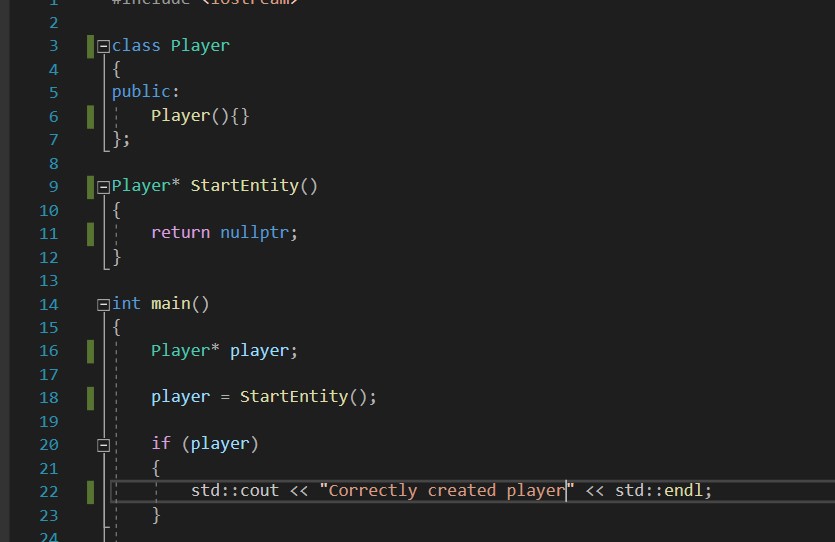 1 #include <iostream>
2
3 class Player
4 {
5 public:
6 Player(){}
7 };
8
9 Player* StartEntity()
10 {
11 return nullptr;
12 }
13
14 int main()
15 {
16 Player* player;
17
18 player = StartEntity();
19
20 if (player)
21 {
22 std::cout << "Correctly created player" << std::endl;
23 }
24